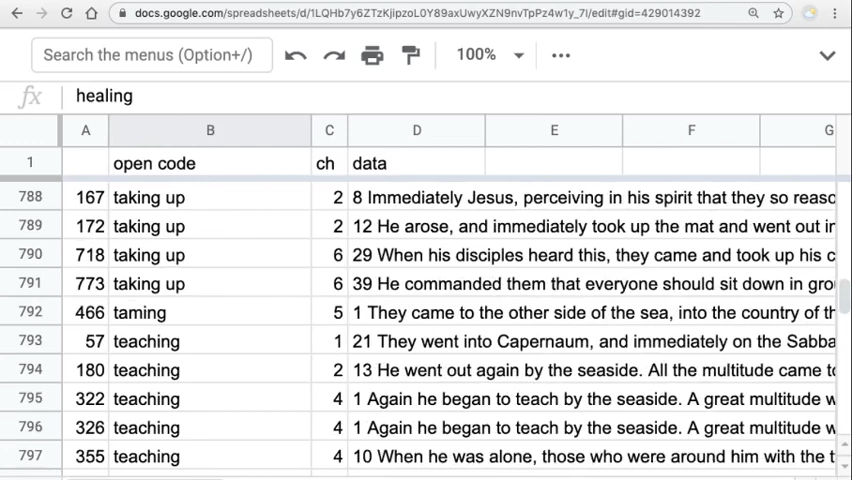 docs.google.com/spreadsheets/d/1LQHb7y6ZTzKjipzoL0Y89axUwyXZN9nvTpPz4w1y_7I/edit#gid=429014392
Search the menus (Option+/) 100%
fx healing
A B C D E F G
1 open code ch data
788 167 taking up 2 8 Immediately Jesus, perceiving in his spirit that they so reaso
789 172 taking up 2 12 He arose, and immediately took up the mat and went out in
790 718 taking up 6 29 When his disciples heard this, they came and took up his c
791 773 taking up 6 39 He commanded them that everyone should sit down in gro
792 466 taming 5 1 They came to the other side of the sea, into the country of th
793 57 teaching 1 21 They went into Capernaum, and immediately on the Sabba
794 180 teaching 2 13 He went out again by the seaside. All the multitude came to
795 322 teaching 4 1 Again he began to teach by the seaside. A great multitude w
796 326 teaching 4 1 Again he began to teach by the seaside. A great multitude w
797 355 teaching 4 10 When he was alone, those who were around him with the t